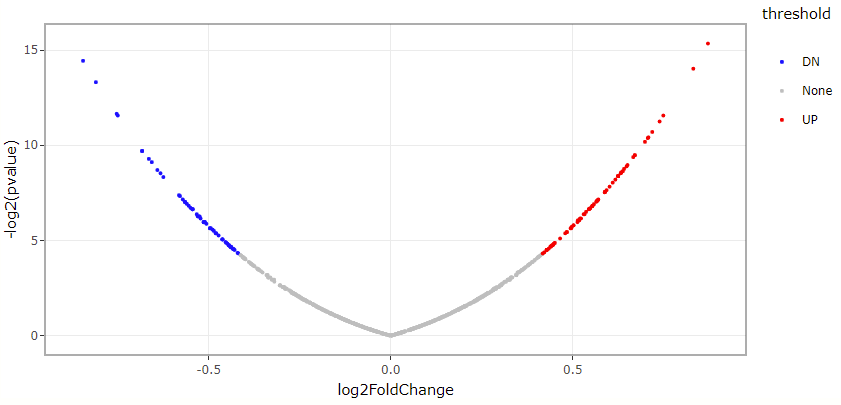 threshold
DN
None
UP
15
10
5
0
-log2(pvalue)
-0.5
0.0
0.5
log2FoldChange